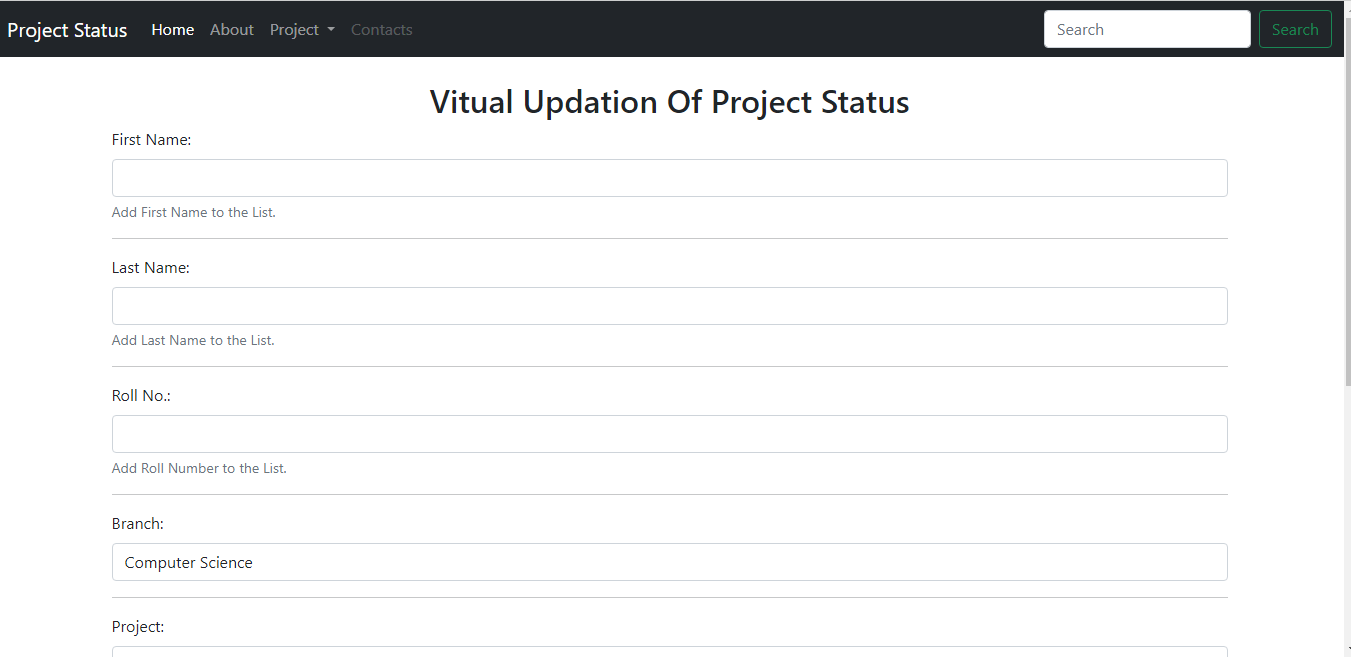 Project Status Home About Project Contacts Search Search
Vitual Updation Of Project Status
First Name:
Add First Name to the List.
Last Name:
Add Last Name to the List.
Roll No.:
Add Roll Number to the List.
Branch:
Computer Science
Project: